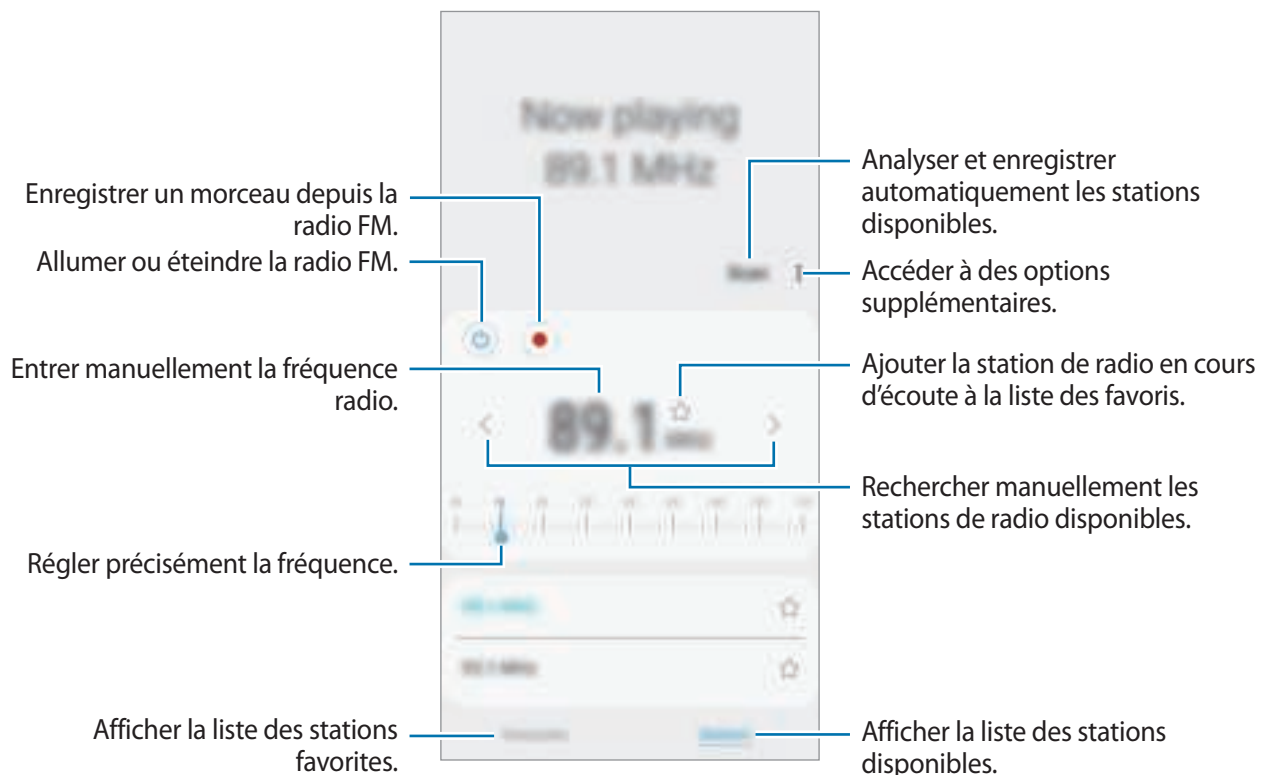 Now playing
89.1 MHz
Enregistrer un morceau depuis la
radio FM.
Allumer ou éteindre la radio FM.
Entrer manuellement la fréquence
radio.
Régler précisément la fréquence.
Afficher la liste des stations
favorites.
Analyser et enregistrer
automatiquement les stations
disponibles.
Accéder à des options
supplémentaires.
Ajouter la station de radio en cours
d’écoute à la liste des favoris.
Rechercher manuellement les
stations de radio disponibles.
Afficher la liste des stations
disponibles.
Scan
89.1